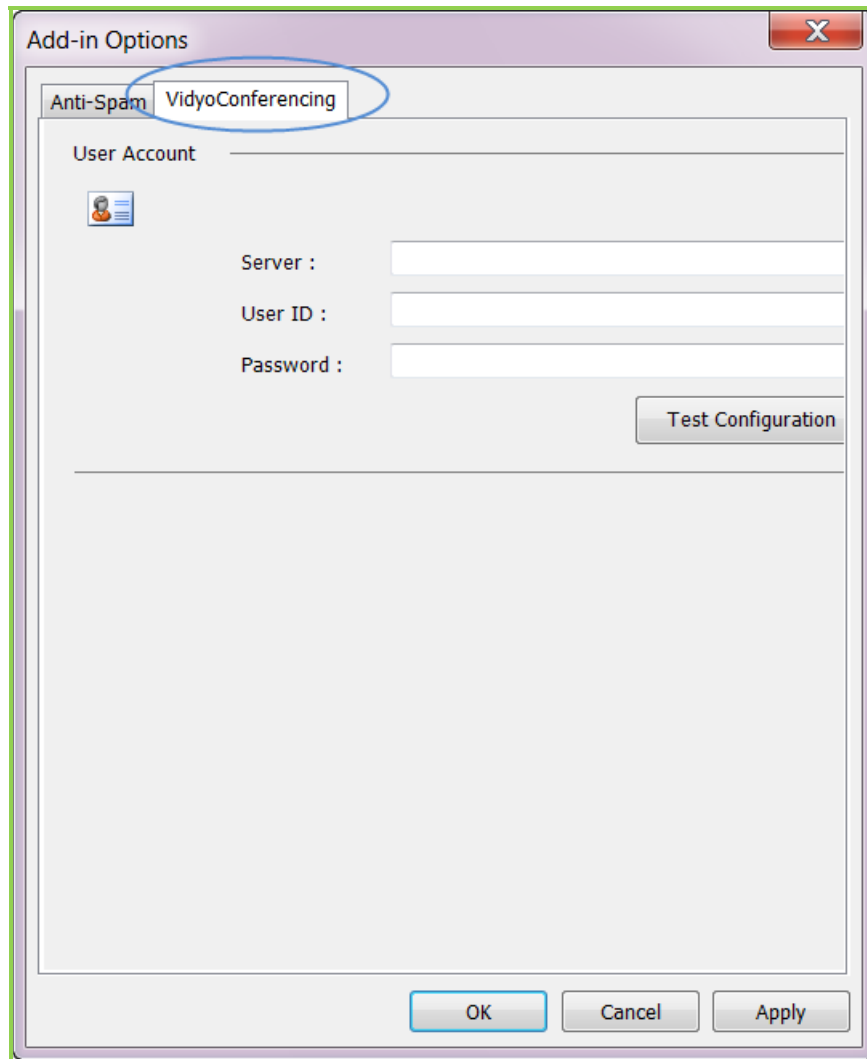 Add-in Options
X
Anti-Spam VidyoConferencing
User Account
Server :
User ID :
Password :
Test Configuration
OK Cancel Apply